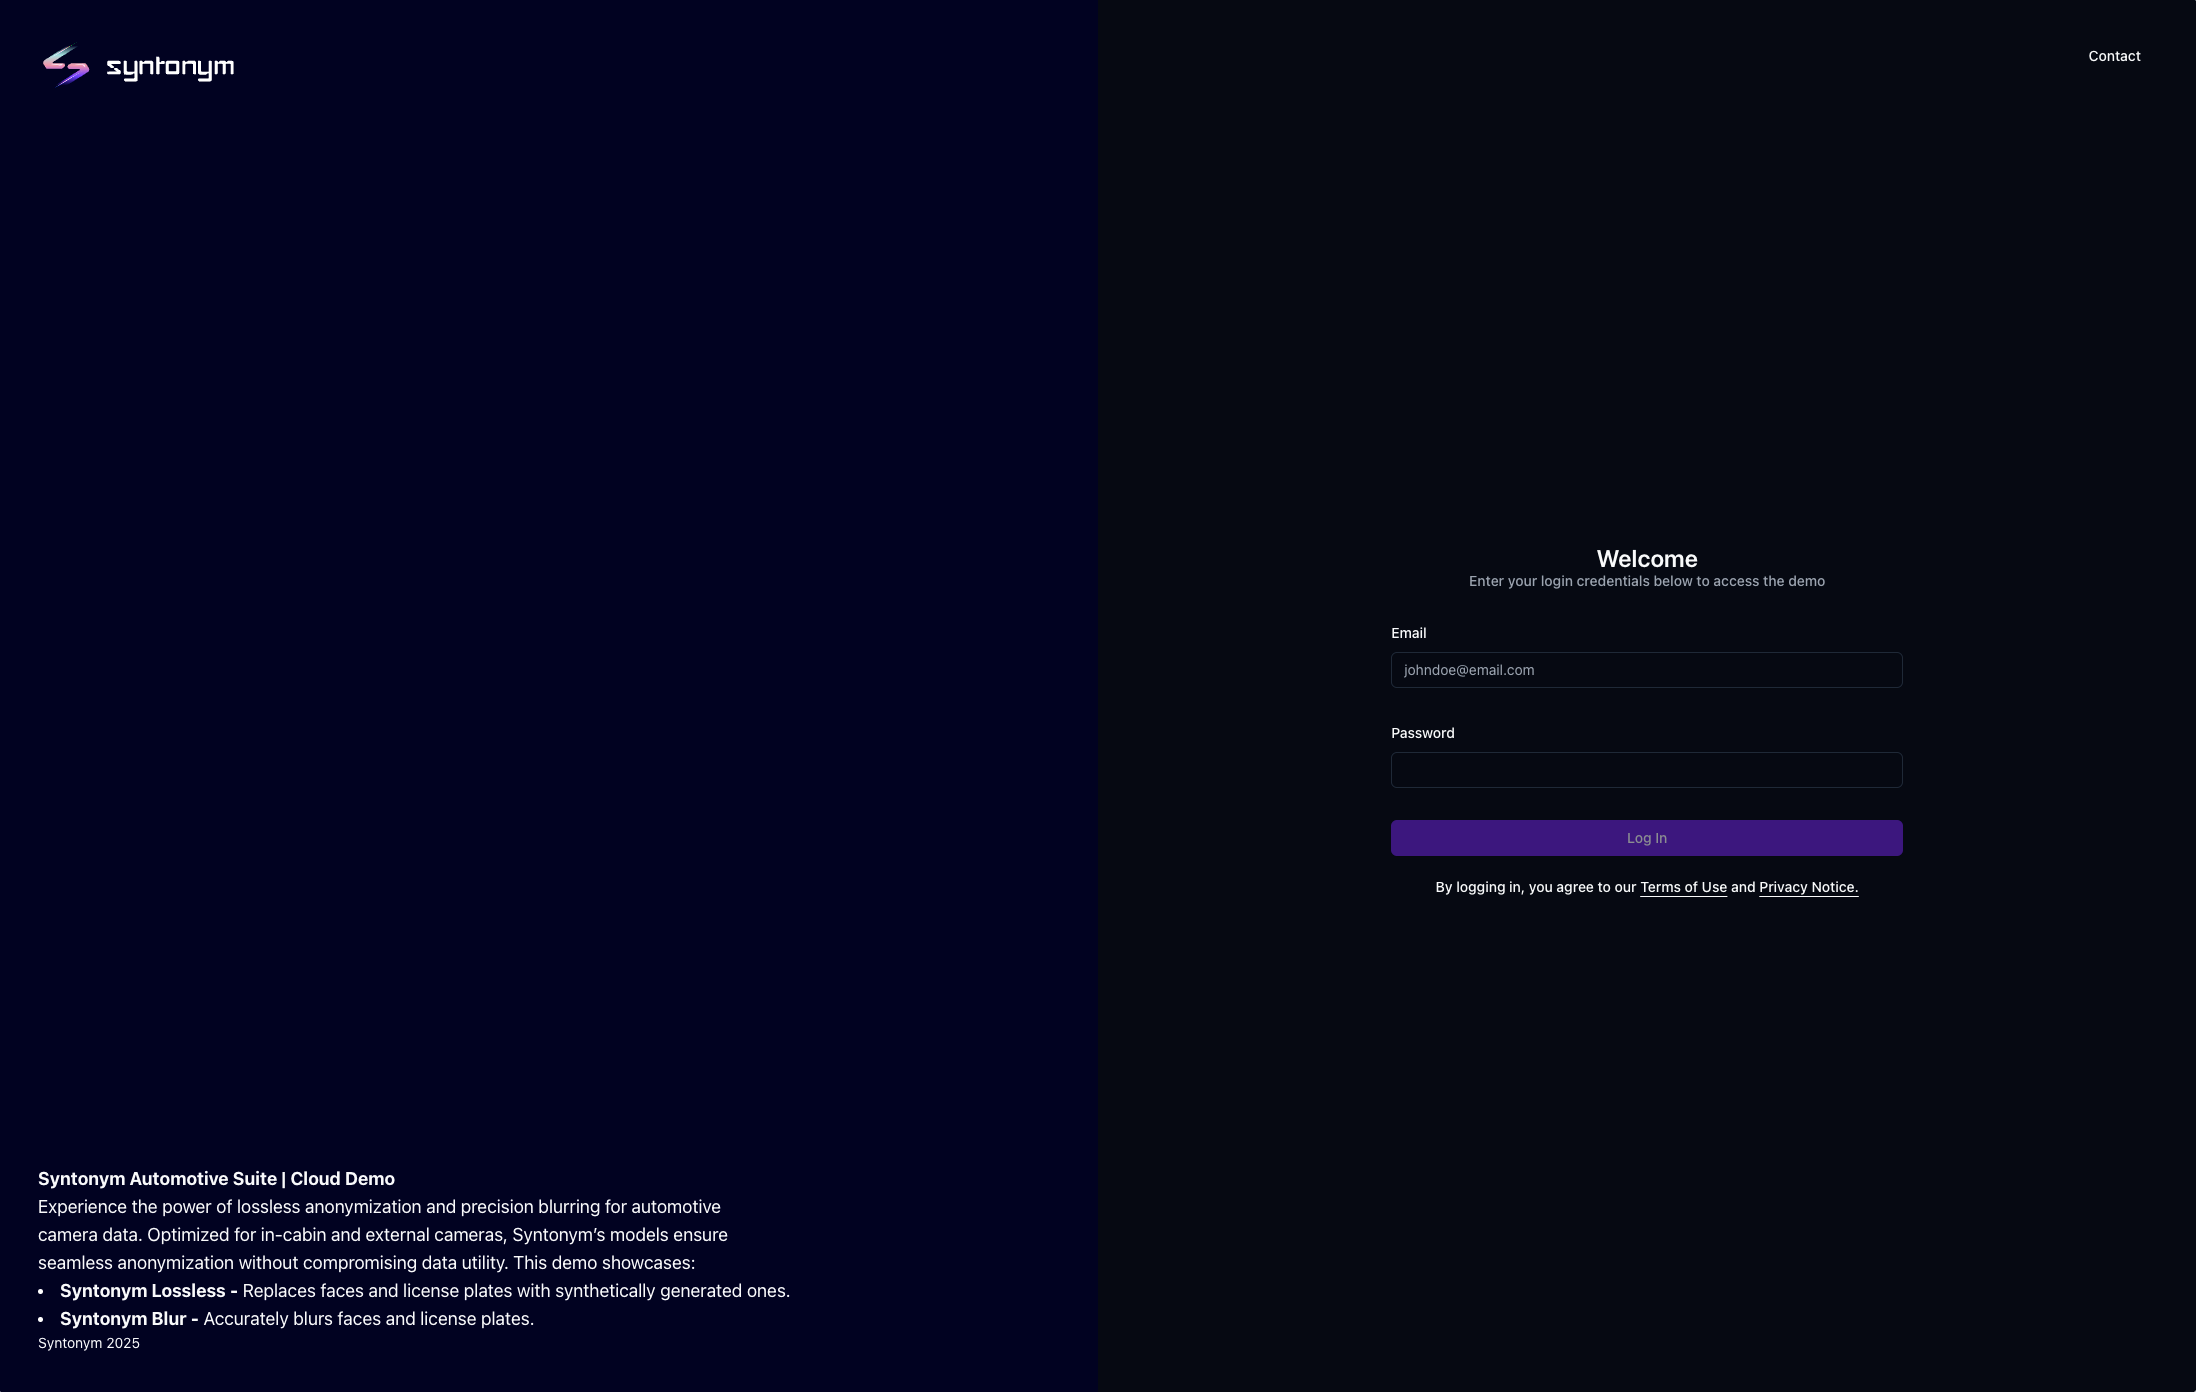 syntonym
Contact
Welcome
Enter your login credentials below to access the demo
Email
johndoe@email.com
Password
Log In
By logging in, you agree to our Terms of Use and Privacy Notice.
Syntonym Automotive Suite | Cloud Demo
Experience the power of lossless anonymization and precision blurring for automotive
camera data. Optimized for in-cabin and external cameras, Syntonym’s models ensure
seamless anonymization without compromising data utility. This demo showcases:
• Syntonym Lossless - Replaces faces and license plates with synthetically generated ones.
• Syntonym Blur - Accurately blurs faces and license plates.
Syntonym 2025